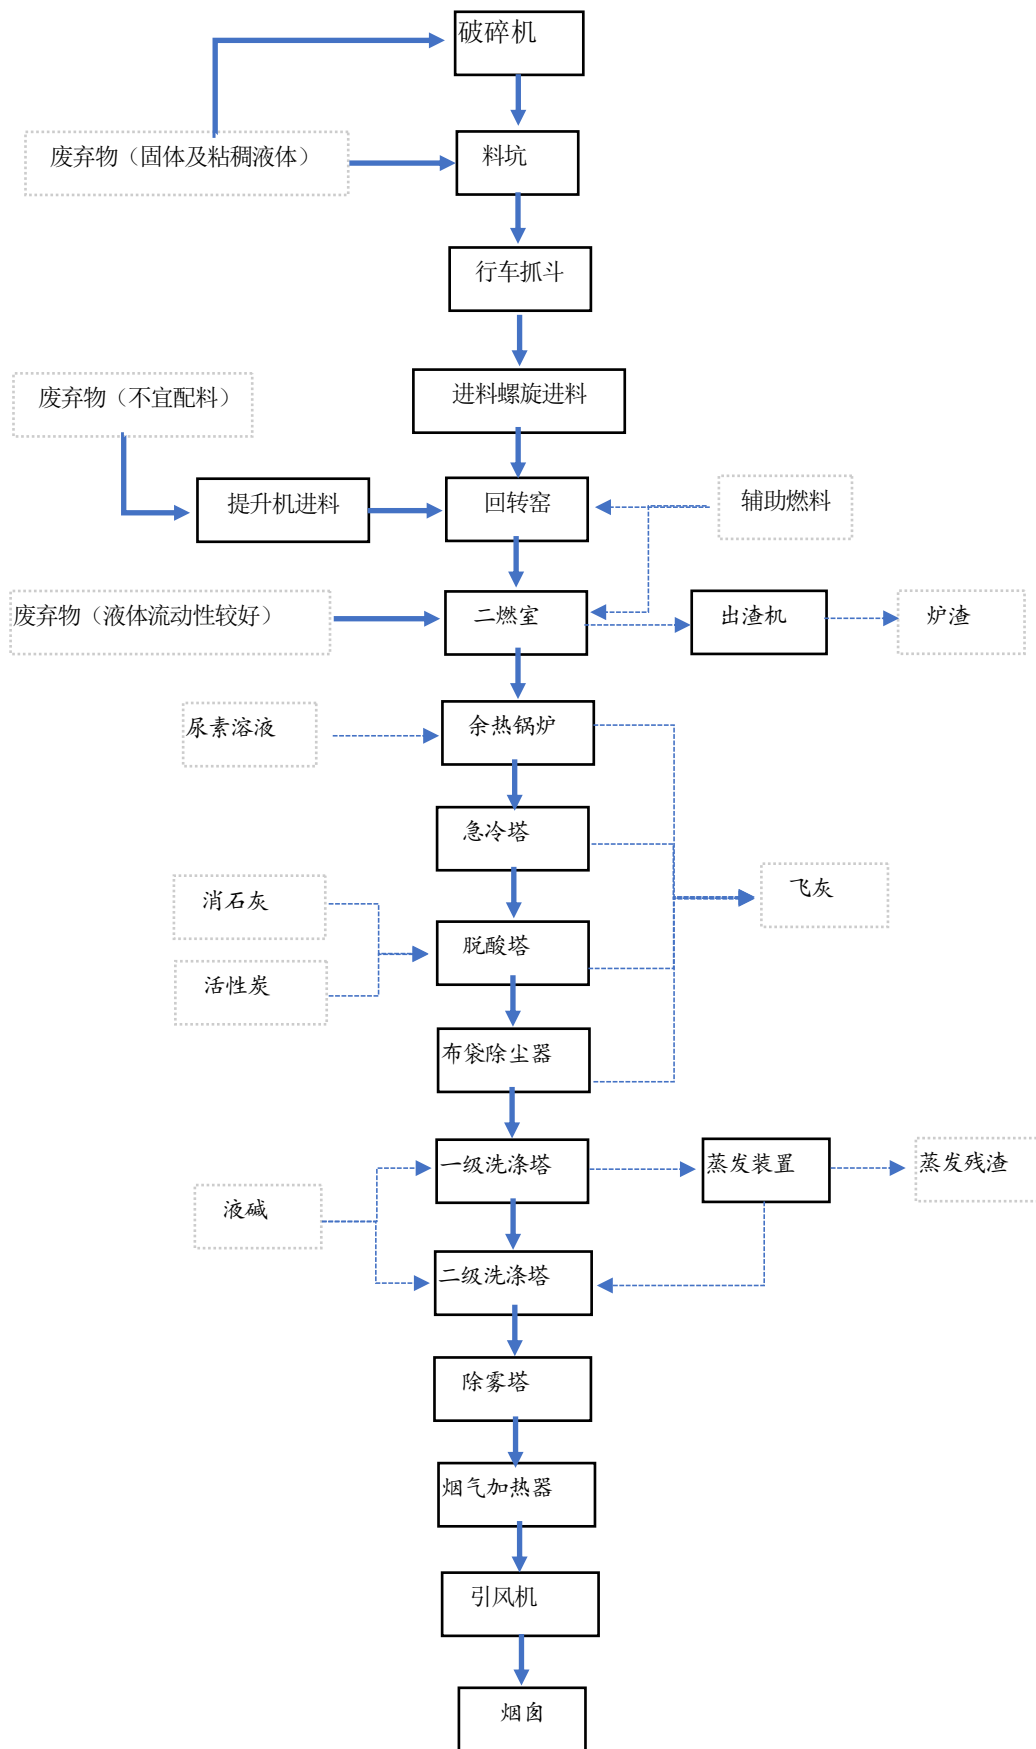 破碎机
废弃物（固体及粘稠液体）
料坑
行车抓斗
进料螺旋进料
废弃物（不宜配料）
提升机进料
回转窑
辅助燃料
废弃物（液体流动性较好）
二燃室
出渣机
炉渣
尿素溶液
余热锅炉
急冷塔
消石灰
飞灰
脱酸塔
活性炭
布袋除尘器
一级洗涤塔
蒸发装置
蒸发残渣
液碱
二级洗涤塔
除雾塔
烟气加热器
引风机
烟囱